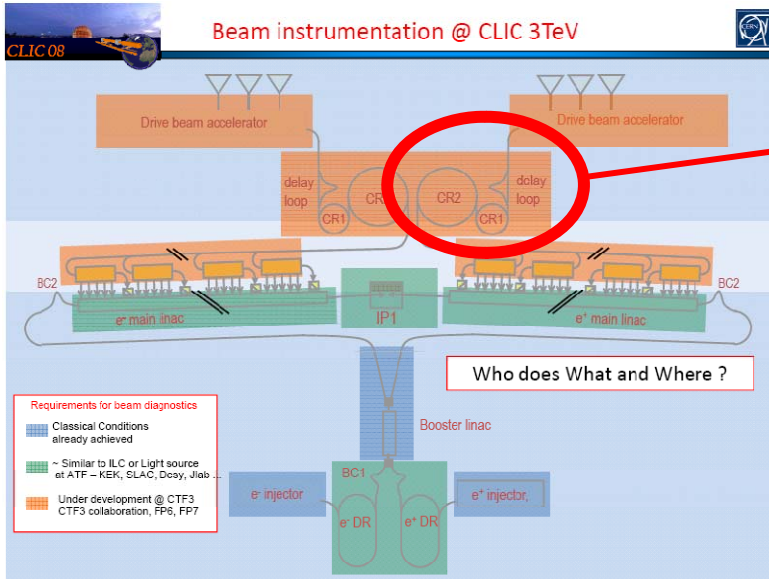 CLIC 08
Beam instrumentation @ CLIC 3TeV
CERN
Drive beam accelerator
Drive beam accelerator
delay
loop
CR2
delay
loop
CR1
CR1
BC2
BC2
e- main linac
IP1
e+ main linac
Who does What and Where ?
Requirements for beam diagnostics
Classical Conditions
already achieved
~ Similar to ILC or Light source
at ATF – KEK, SLAC, Desy, Jlab ...
Under development @ CTF3
CTF3 collaboration, FP6, FP7
Booster linac
BC1
e- injector
e+ injector,
e- DR
e+ DR